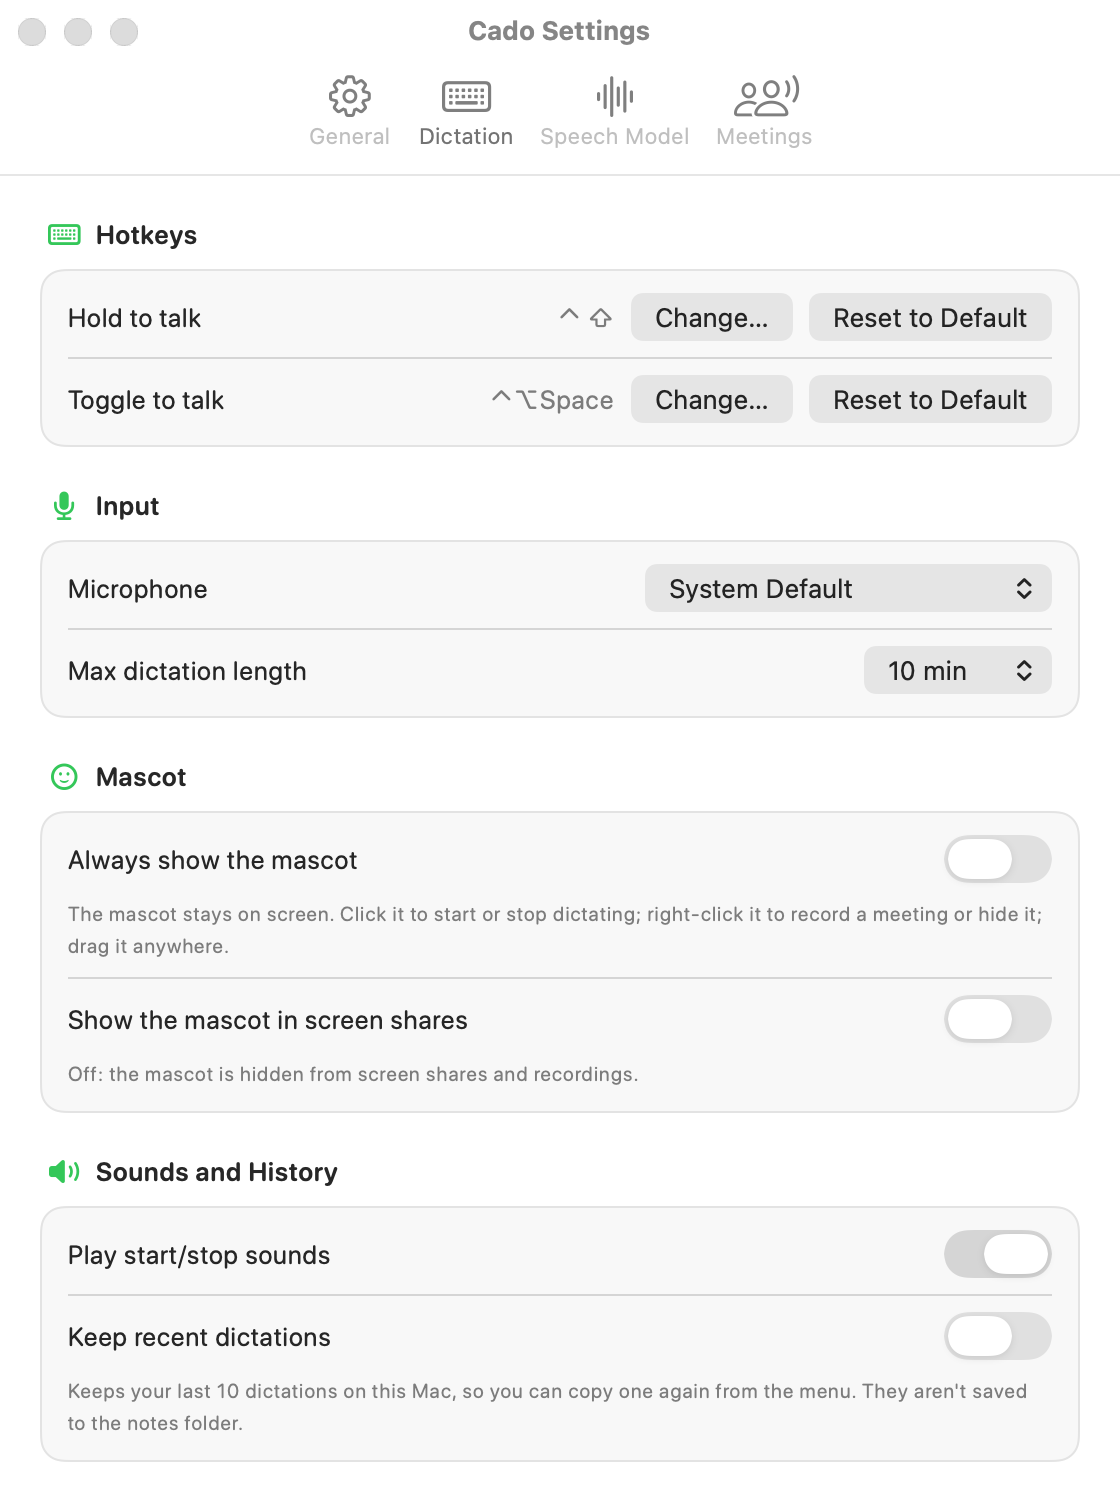 Cado Settings
General Dictation Speech Model Meetings
Hotkeys
Hold to talk ⌃⇧ Change... Reset to Default
Toggle to talk ⌃⌥Space Change... Reset to Default
Input
Microphone System Default
Max dictation length 10 min
Mascot
Always show the mascot
The mascot stays on screen. Click it to start or stop dictating; right-click it to record a meeting or hide it;
drag it anywhere.
Show the mascot in screen shares
Off: the mascot is hidden from screen shares and recordings.
Sounds and History
Play start/stop sounds
Keep recent dictations
Keeps your last 10 dictations on this Mac, so you can copy one again from the menu. They aren't saved
to the notes folder.